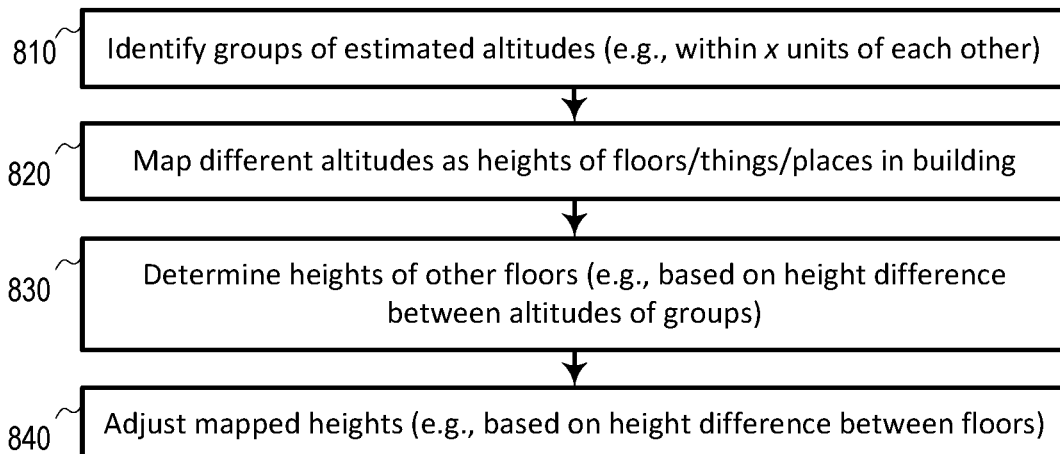 810
Identify groups of estimated altitudes (e.g., within x units of each other)
820
Map different altitudes as heights of floors/things/places in building
830
Determine heights of other floors (e.g., based on height difference
between altitudes of groups)
840
Adjust mapped heights (e.g., based on height difference between floors)